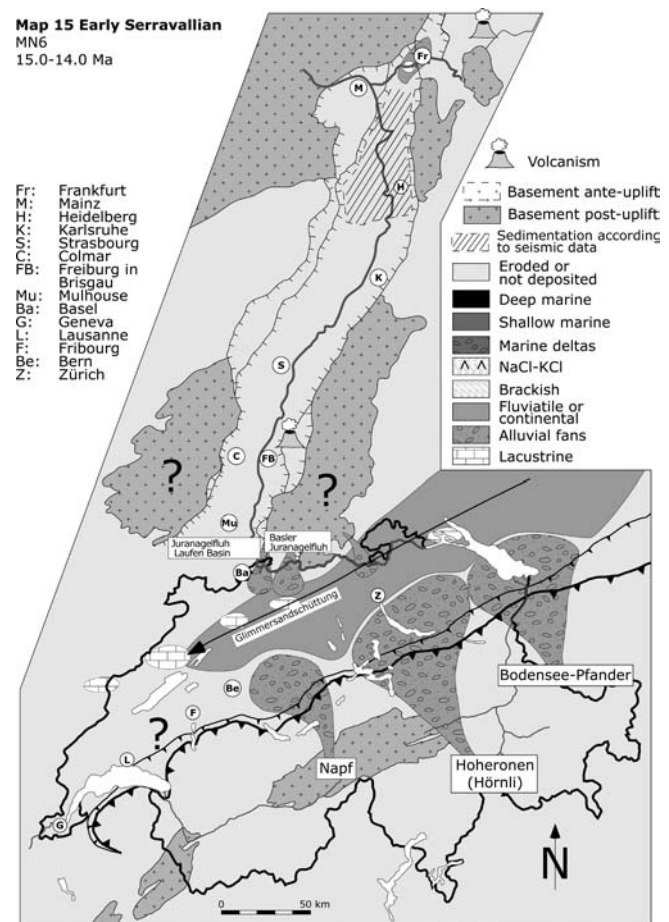 Map 15 Early Serravallian
MN6
15.0-14.0 Ma
Fr: Frankfurt
M: Mainz
H: Heidelberg
K: Karlsruhe
S: Strasbourg
C: Colmar
FB: Freiburg in
Brisgau
Mu: Mulhouse
Ba: Basel
G: Geneva
L: Lausanne
F: Fribourg
Be: Bern
Z: Zürich
Volcanism
Basement ante-uplift
Basement post-uplift
Sedimentation according
to seismic data
Eroded or
not deposited
Deep marine
Shallow marine
Marine deltas
NaCl-KCl
Brackish
Fluviatile or
continental
Alluvial fans
Lacustrine
Fr
M
H
K
S
C
FB
?
?
Mu
Juranagelfluh
Laufen Basin
Basler
Juranagelfluh
Ba
Z
Glimmersandschüttung
Be
Bodensee-Pfander
F
?
L
Napf
Hoheronen
(Hörnli)
G
N
0 50 km